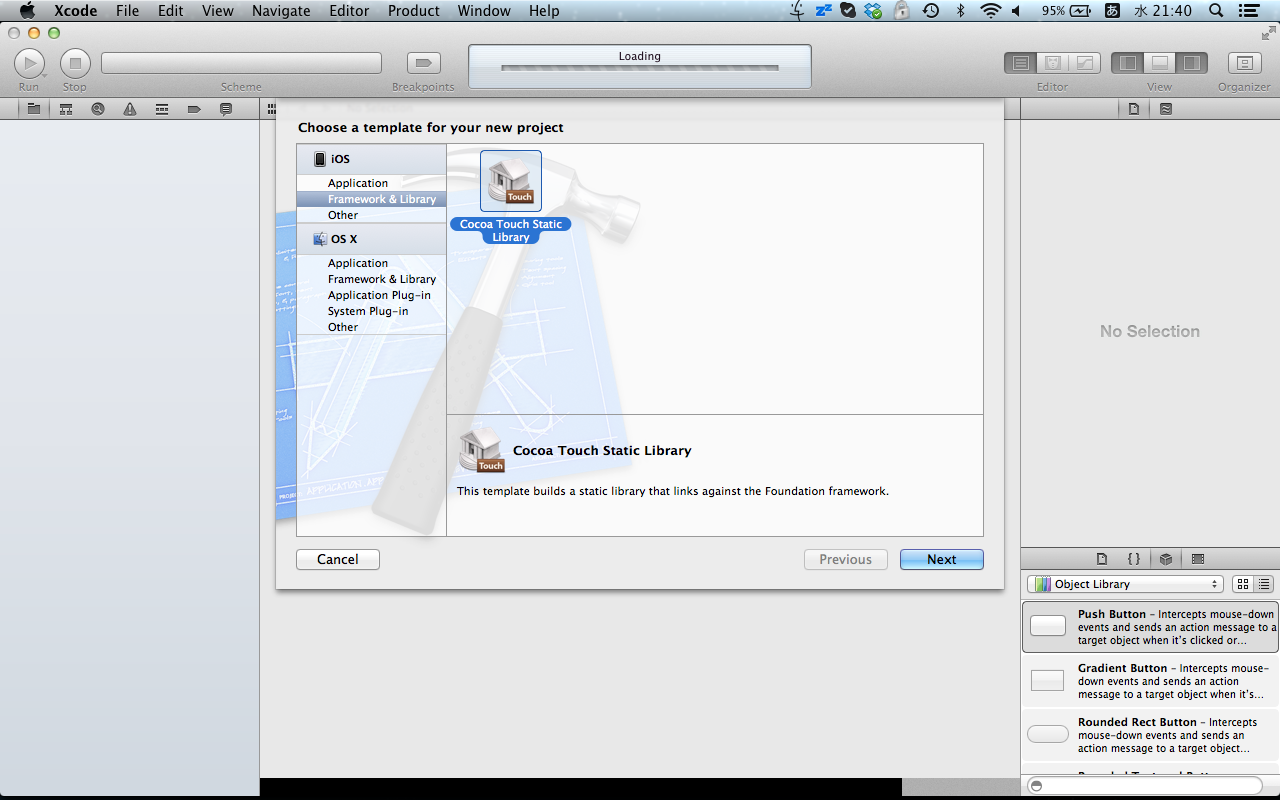 Xcode File Edit View Navigate Editor Product Window Help 95% あ 水 21:40
Loading
Run Stop Scheme Breakpoints Editor View Organizer
Choose a template for your new project
iOS
Application
Framework & Library
Other
OS X
Application
Framework & Library
Application Plug-in
System Plug-in
Other
Touch
Cocoa Touch Static
Library
Touch
Cocoa Touch Static Library
This template builds a static library that links against the Foundation framework.
Cancel Previous Next
No Selection
{ }
Object Library
Push Button – Intercepts mouse-down
events and sends an action message to a
target object when it's clicked or...
Gradient Button – Intercepts mouse-
down events and sends an action
message to a target object when it's...
Rounded Rect Button – Intercepts
mouse-down events and sends an
action message to a target object...